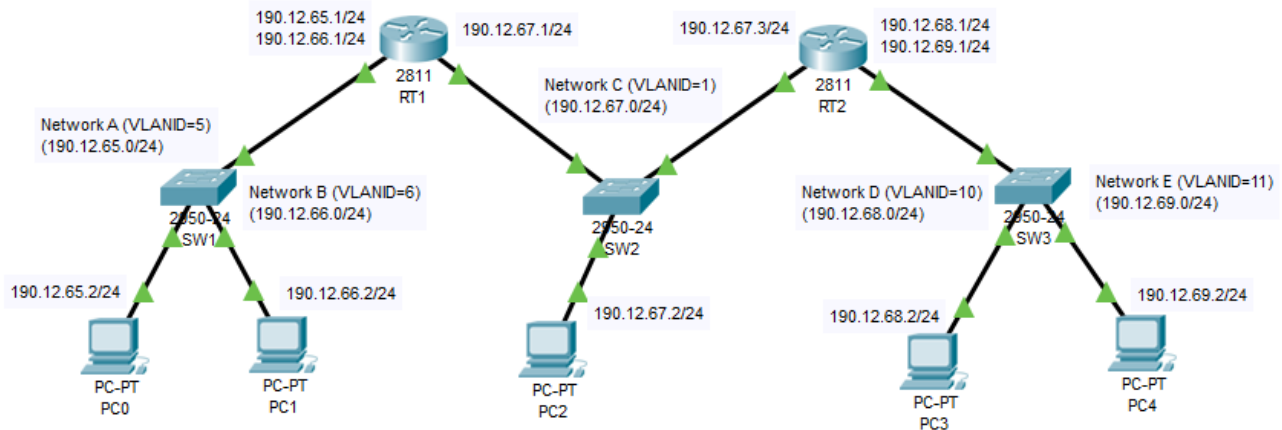 190.12.65.1/24
190.12.66.1/24
190.12.67.1/24
2811
RT1
190.12.67.3/24
190.12.68.1/24
190.12.69.1/24
2811
RT2
Network C (VLANID=1)
(190.12.67.0/24)
Network A (VLANID=5)
(190.12.65.0/24)
Network B (VLANID=6)
(190.12.66.0/24)
2950-24
SW1
2950-24
SW2
Network D (VLANID=10)
(190.12.68.0/24)
Network E (VLANID=11)
(190.12.69.0/24)
2950-24
SW3
190.12.65.2/24
PC-PT
PC0
190.12.66.2/24
PC-PT
PC1
190.12.67.2/24
PC-PT
PC2
190.12.68.2/24
PC-PT
PC3
190.12.69.2/24
PC-PT
PC4